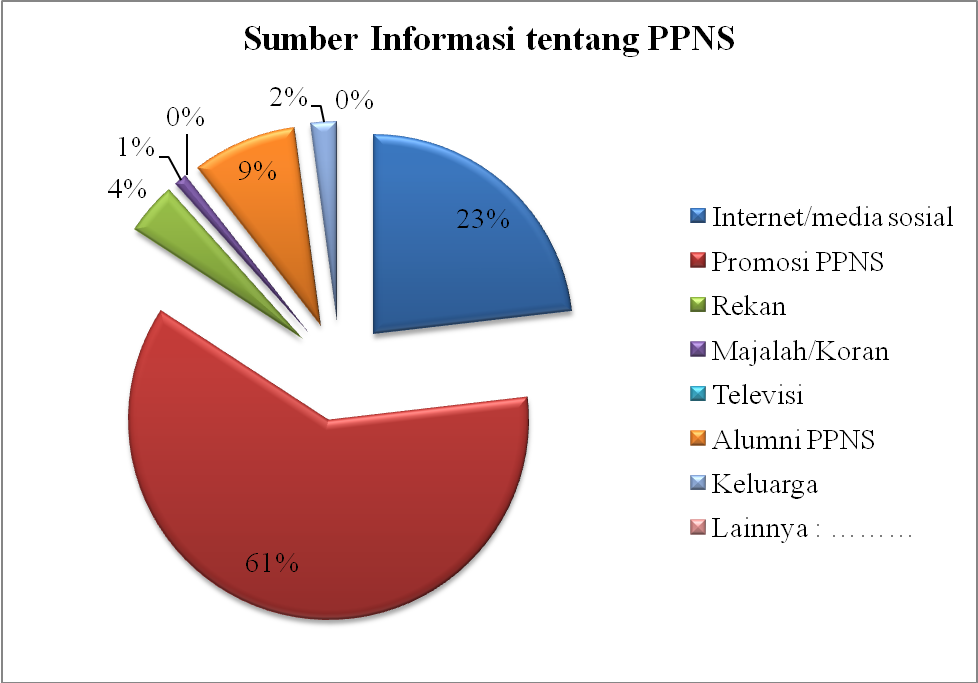 Sumber Informasi tentang PPNS
2%
0%
0%
1%
9%
4%
23%
61%
Internet/media sosial
Promosi PPNS
Rekan
Majalah/Koran
Televisi
Alumni PPNS
Keluarga
Lainnya : ………